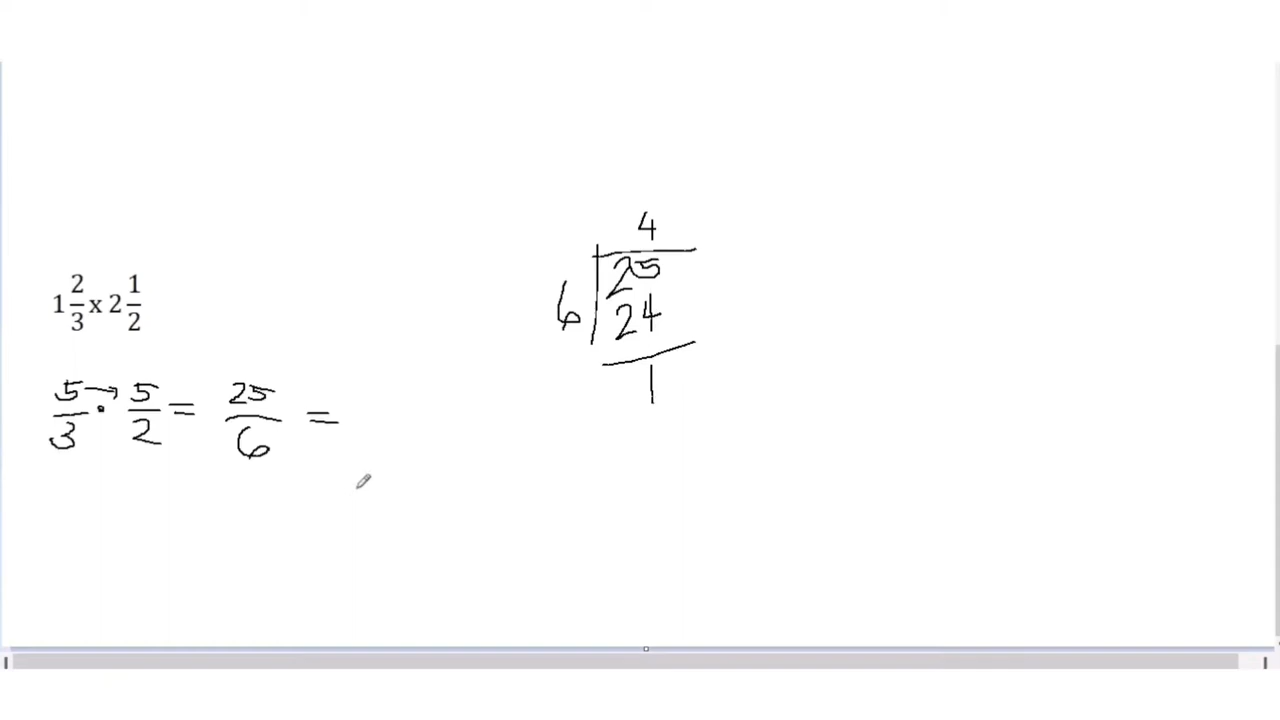 1 2/3 x 2 1/2
5/3 → · 5/2 = 25/6 =
4
6 25
24
1